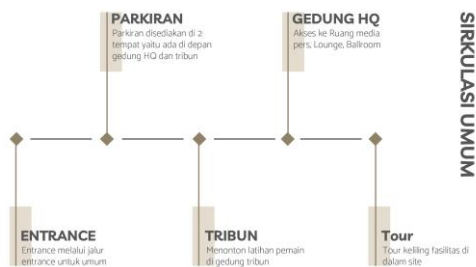 PARKIRAN
Parkiran disediakan di 2
tempat yaitu ada di depan
gedung HQ dan tribun
GEDUNG HQ
Akses ke Ruang media
pers, Lounge, Ballroom
SIRKULASI UMUM
ENTRANCE
Entrance melalui jalur
entrance untuk umum
TRIBUN
Menonton latihan pemain
di gedung tribun
Tour
Tour keliling fasilitas di
dalam site